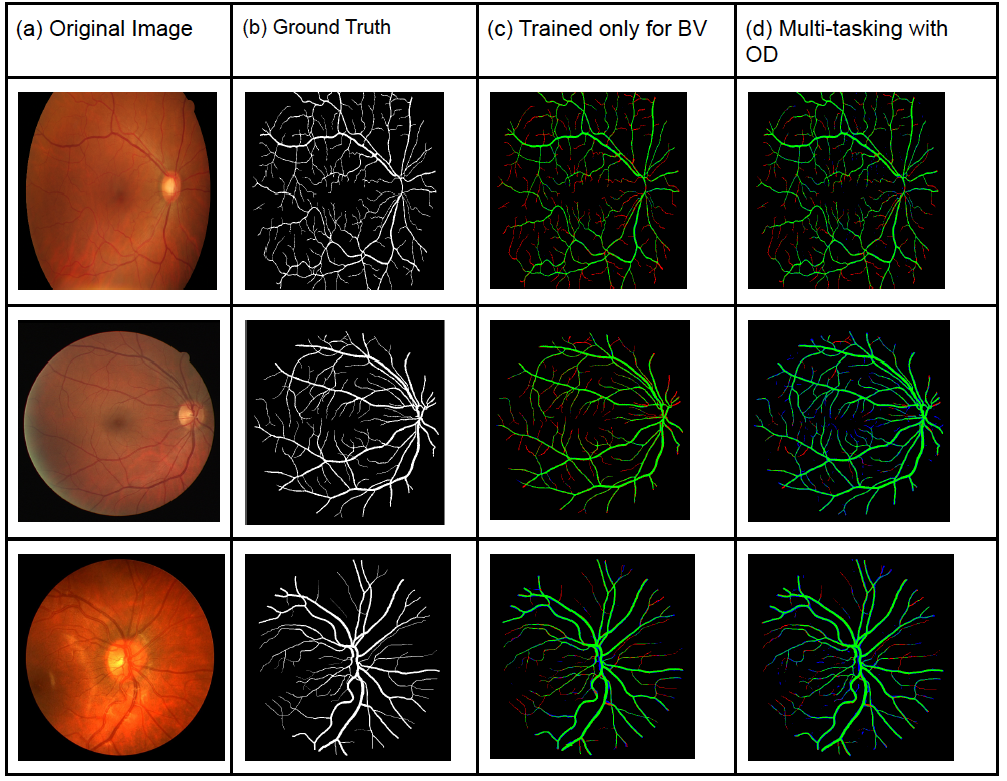 (a) Original Image
(b) Ground Truth
(c) Trained only for BV
(d) Multi-tasking with
OD